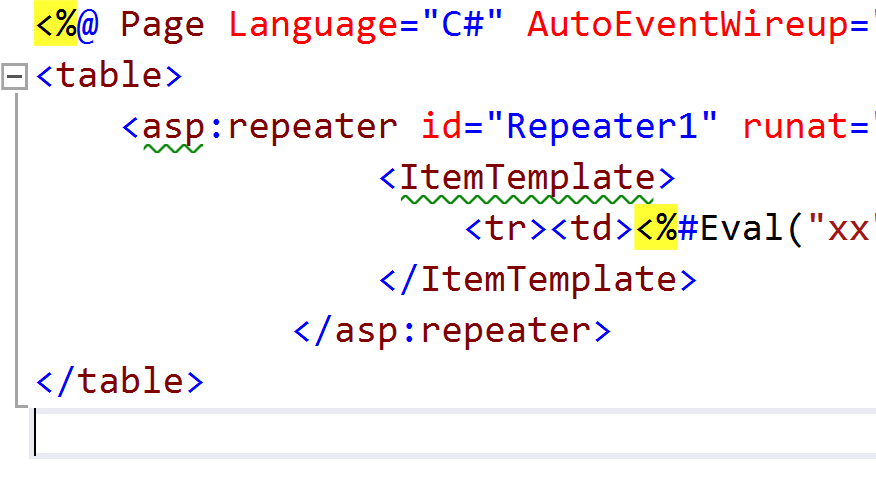 <%@ Page Language="C#" AutoEventWireup="
<table>
<asp:repeater id="Repeater1" runat="
<ItemTemplate>
<tr><td><%#Eval("xx"
</ItemTemplate>
</asp:repeater>
</table>